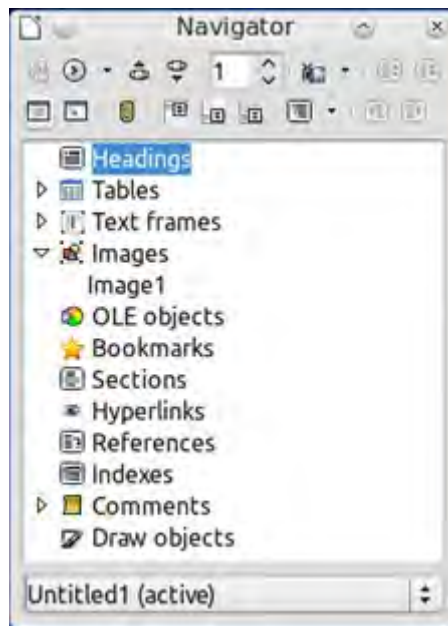 Navigator
1
Headings
Tables
Text frames
Images
Image1
OLE objects
Bookmarks
Sections
Hyperlinks
References
Indexes
Comments
Draw objects
Untitled1 (active)